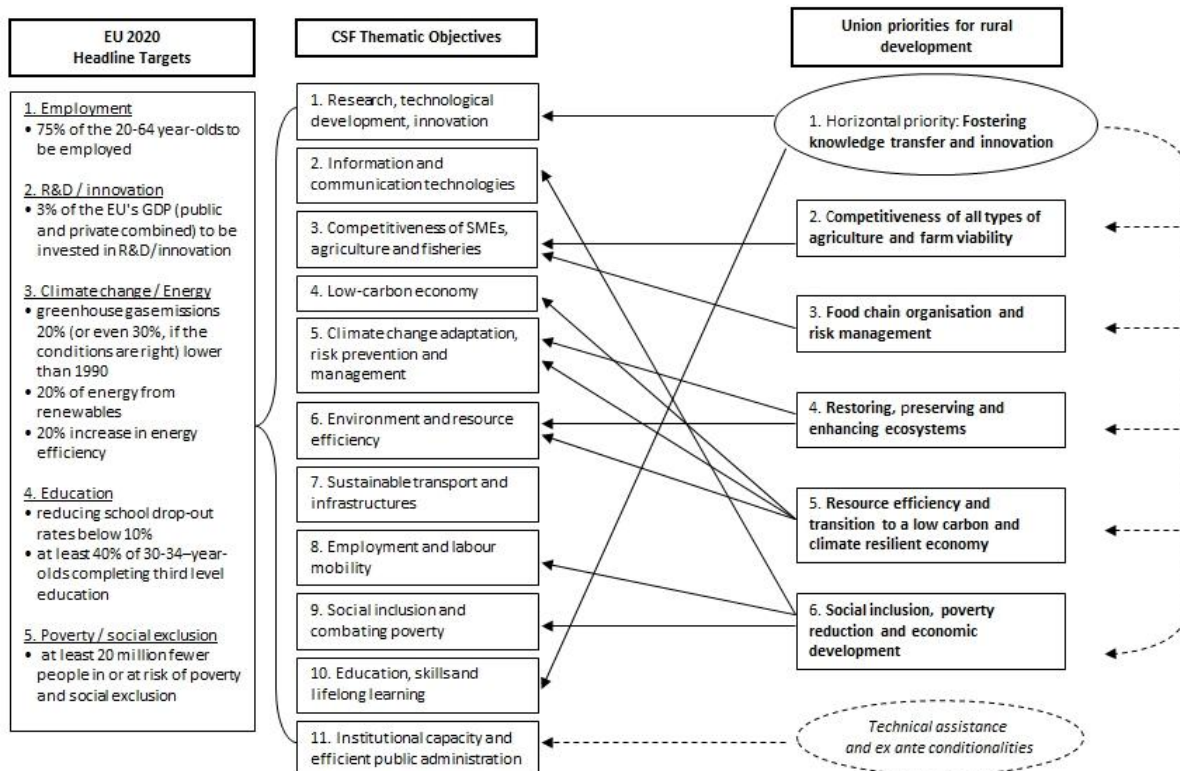 EU 2020
Headline Targets
1. Employment
• 75% of the 20-64 year-olds to
be employed
2. R&D / innovation
• 3% of the EU's GDP (public
and private combined) to be
invested in R&D/innovation
3. Climate change / Energy
• greenhouse gas emissions
20% (or even 30%, if the
conditions are right) lower
than 1990
• 20% of energy from
renewables
• 20% increase in energy
efficiency
4. Education
• reducing school drop-out
rates below 10%
• at least 40% of 30-34–year-
olds completing third level
education
5. Poverty / social exclusion
• at least 20 million fewer
people in or at risk of poverty
and social exclusion
CSF Thematic Objectives
1. Research, technological
development, innovation
2. Information and
communication technologies
3. Competitiveness of SMEs,
agriculture and fisheries
4. Low-carbon economy
5. Climate change adaptation,
risk prevention and
management
6. Environment and resource
efficiency
7. Sustainable transport and
infrastructures
8. Employment and labour
mobility
9. Social inclusion and
combating poverty
10. Education, skills and
lifelong learning
11. Institutional capacity and
efficient public administration
Union priorities for rural
development
1. Horizontal priority: Fostering
knowledge transfer and innovation
2. Competitiveness of all types of
agriculture and farm viability
3. Food chain organisation and
risk management
4. Restoring, preserving and
enhancing ecosystems
5. Resource efficiency and
transition to a low carbon and
climate resilient economy
6. Social inclusion, poverty
reduction and economic
development
Technical assistance
and ex ante conditionalities